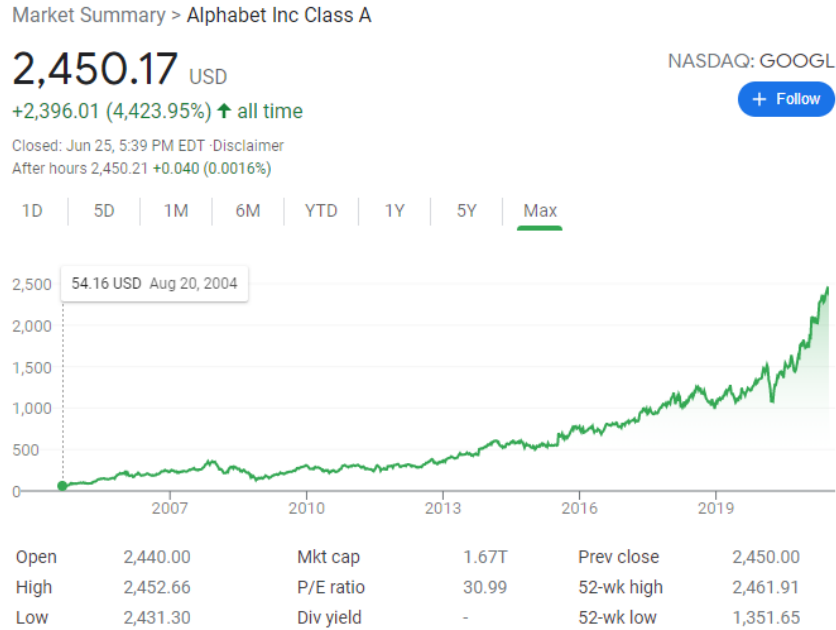 Market Summary > Alphabet Inc Class A
2,450.17 USD
NASDAQ: GOOGL
+ Follow
+2,396.01 (4,423.95%) ↑ all time
Closed: Jun 25, 5:39 PM EDT ·Disclaimer
After hours 2,450.21 +0.040 (0.0016%)
1D 5D 1M 6M YTD 1Y 5Y Max
54.16 USD Aug 20, 2004
2,500
2,000
1,500
1,000
500
0
2007 2010 2013 2016 2019
Open 2,440.00 Mkt cap 1.67T Prev close 2,450.00
High 2,452.66 P/E ratio 30.99 52-wk high 2,461.91
Low 2,431.30 Div yield - 52-wk low 1,351.65